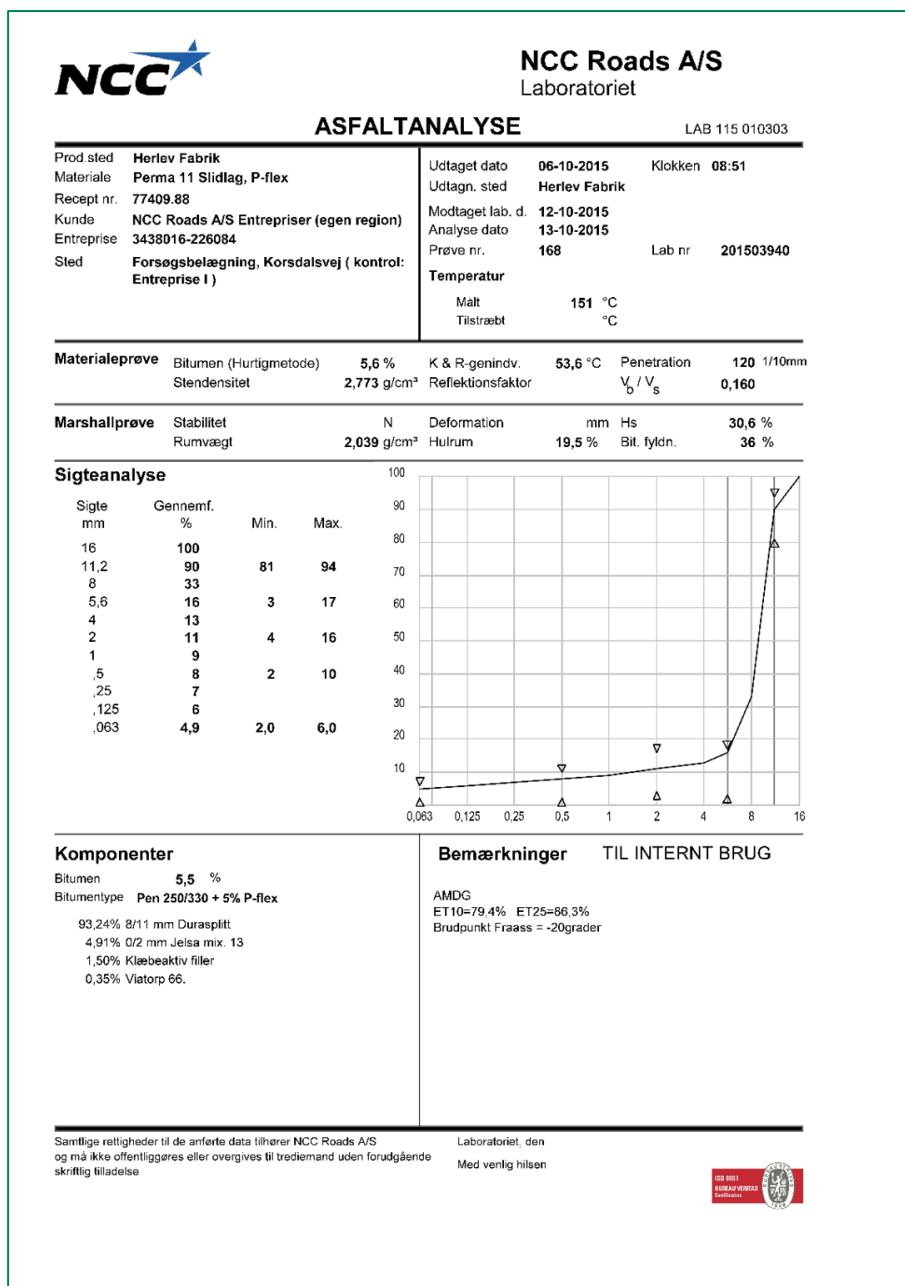 NCC
NCC Roads A/S
Laboratoriet
ASFALTANALYSE
LAB 115 010303
Prod.sted Herlev Fabrik
Materiale Perma 11 Slidlag, P-flex
Recept nr. 77409.88
Kunde NCC Roads A/S Entrepriser (egen region)
Entreprise 3438016-226084
Sted Forsøgsbelægning, Korsdalsvej ( kontrol:
Entreprise I )
Udtaget dato 06-10-2015 Klokken 08:51
Udtagn. sted Herlev Fabrik
Modtaget lab. d. 12-10-2015
Analyse dato 13-10-2015
Prøve nr. 168 Lab nr 201503940
Temperatur
Målt 151 °C
Tilstræbt °C
Materialeprøve Bitumen (Hurtigmetode) 5,6 % K & R-genindv. 53,6 °C Penetration 120 1/10mm
Stendensitet 2,773 g/cm³ Reflektionsfaktor Vb / Vs 0,160
Marshallprøve Stabilitet N Deformation mm Hs 30,6 %
Rumvægt 2,039 g/cm³ Hulrum 19,5 % Bit. fyldn. 36 %
Sigteanalyse
Sigte Gennemf.
mm % Min. Max.
16 100
11,2 90 81 94
8 33
5,6 16 3 17
4 13
2 11 4 16
1 9
,5 8 2 10
,25 7
,125 6
,063 4,9 2,0 6,0
100
90
80
70
60
50
40
30
20
10
0,063 0,125 0,25 0,5 1 2 4 8 16
Komponenter
Bitumen 5,5 %
Bitumentype Pen 250/330 + 5% P-flex
93,24% 8/11 mm Durasplitt
4,91% 0/2 mm Jelsa mix. 13
1,50% Klæbeaktiv filler
0,35% Viatorp 66.
Bemærkninger TIL INTERNT BRUG
AMDG
ET10=79,4% ET25=86,3%
Brudpunkt Fraass = -20grader
Samtlige rettigheder til de anførte data tilhører NCC Roads A/S
og må ikke offentliggøres eller overgives til trediemand uden forudgående
skriftlig tilladelse
Laboratoriet, den
Med venlig hilsen
ISO 9001
BUREAU VERITAS
Certification